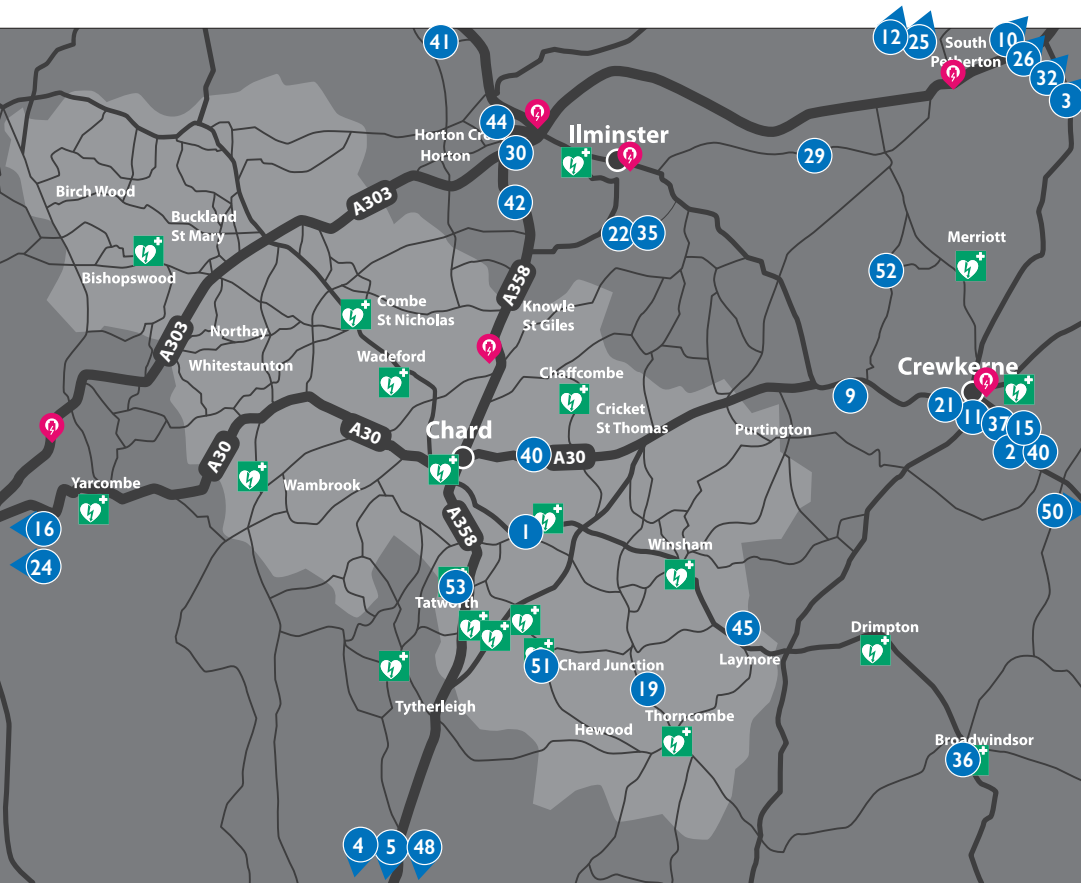 12
25
10
26
32
3
41
South
Petherton
44
Horton Cr
Ilminster
30
Horton
29
Birch Wood
42
A303
Buckland
St Mary
22
35
Merriott
Bishopswood
52
A358
Combe
St Nicholas
Knowle
St Giles
Northay
A303
Whitestaunton
Wadeford
Chaffcombe
Crewkerne
9
21
11
37
15
2
40
Cricket
St Thomas
Purtington
A30
Chard
40
A30
A30
Wambrook
Yarcombe
16
24
50
A358
1
Winsham
53
Tatworth
45
Laymore
Drimpton
51
Chard Junction
19
Tytherleigh
Thorncombe
Hewood
Broadwindsor
36
4
5
48